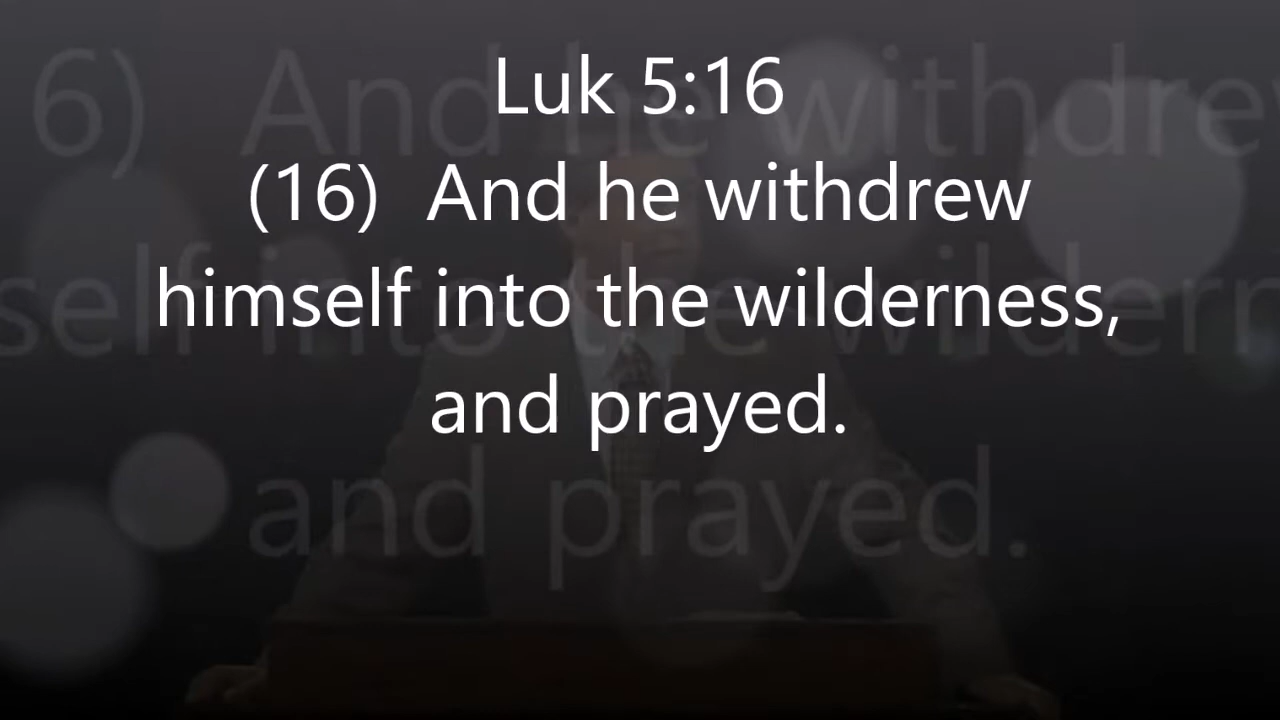 Luk 5:16
(16)  And he withdrew
himself into the wilderness,
and prayed.